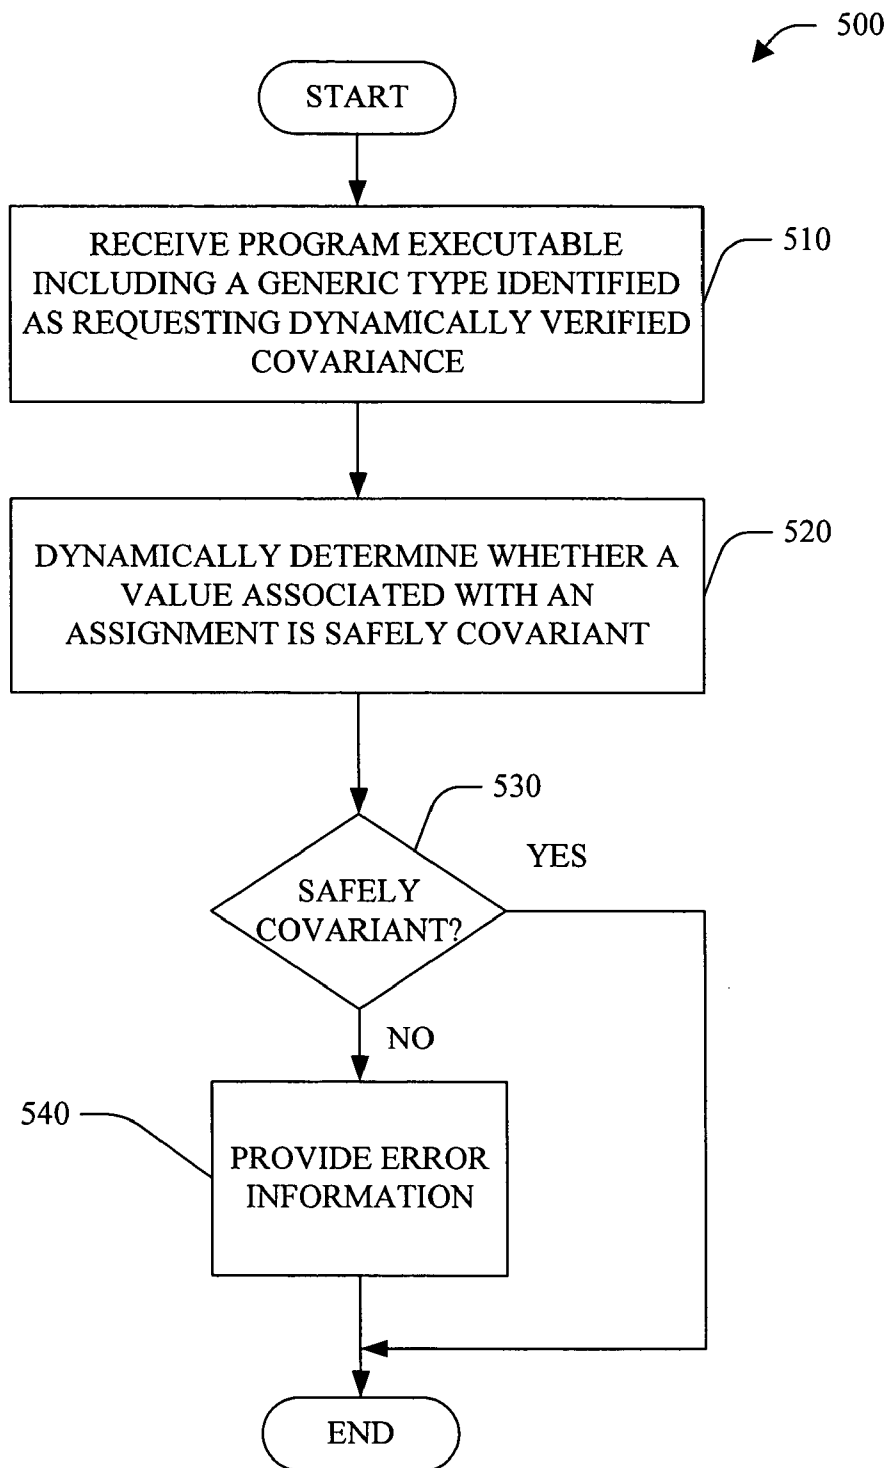 500
START
RECEIVE PROGRAM EXECUTABLE
INCLUDING A GENERIC TYPE IDENTIFIED
AS REQUESTING DYNAMICALLY VERIFIED
COVARIANCE
510
DYNAMICALLY DETERMINE WHETHER A
VALUE ASSOCIATED WITH AN
ASSIGNMENT IS SAFELY COVARIANT
520
530
SAFELY
COVARIANT?
YES
NO
540
PROVIDE ERROR
INFORMATION
END